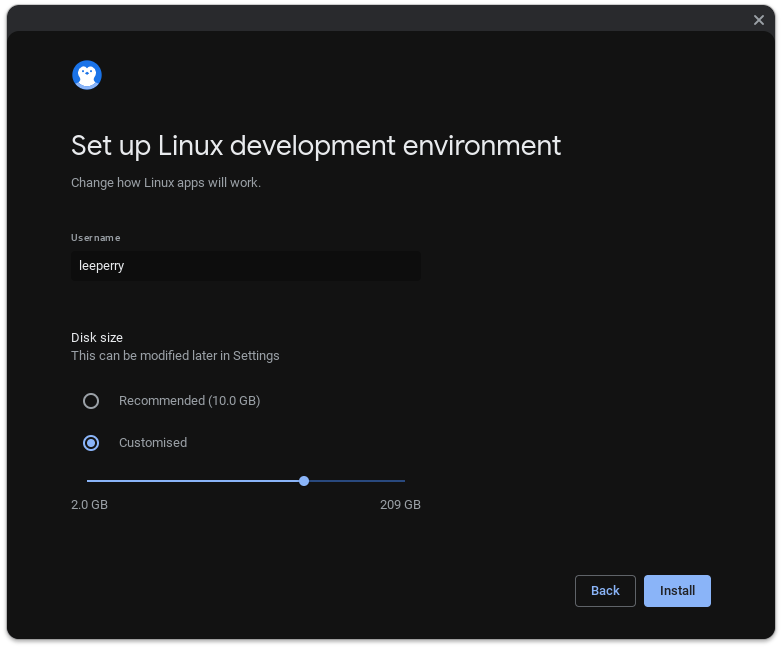 Set up Linux development environment
Change how Linux apps will work.
Username
leeperry
Disk size
This can be modified later in Settings
Recommended (10.0 GB)
Customised
2.0 GB 209 GB
Back Install